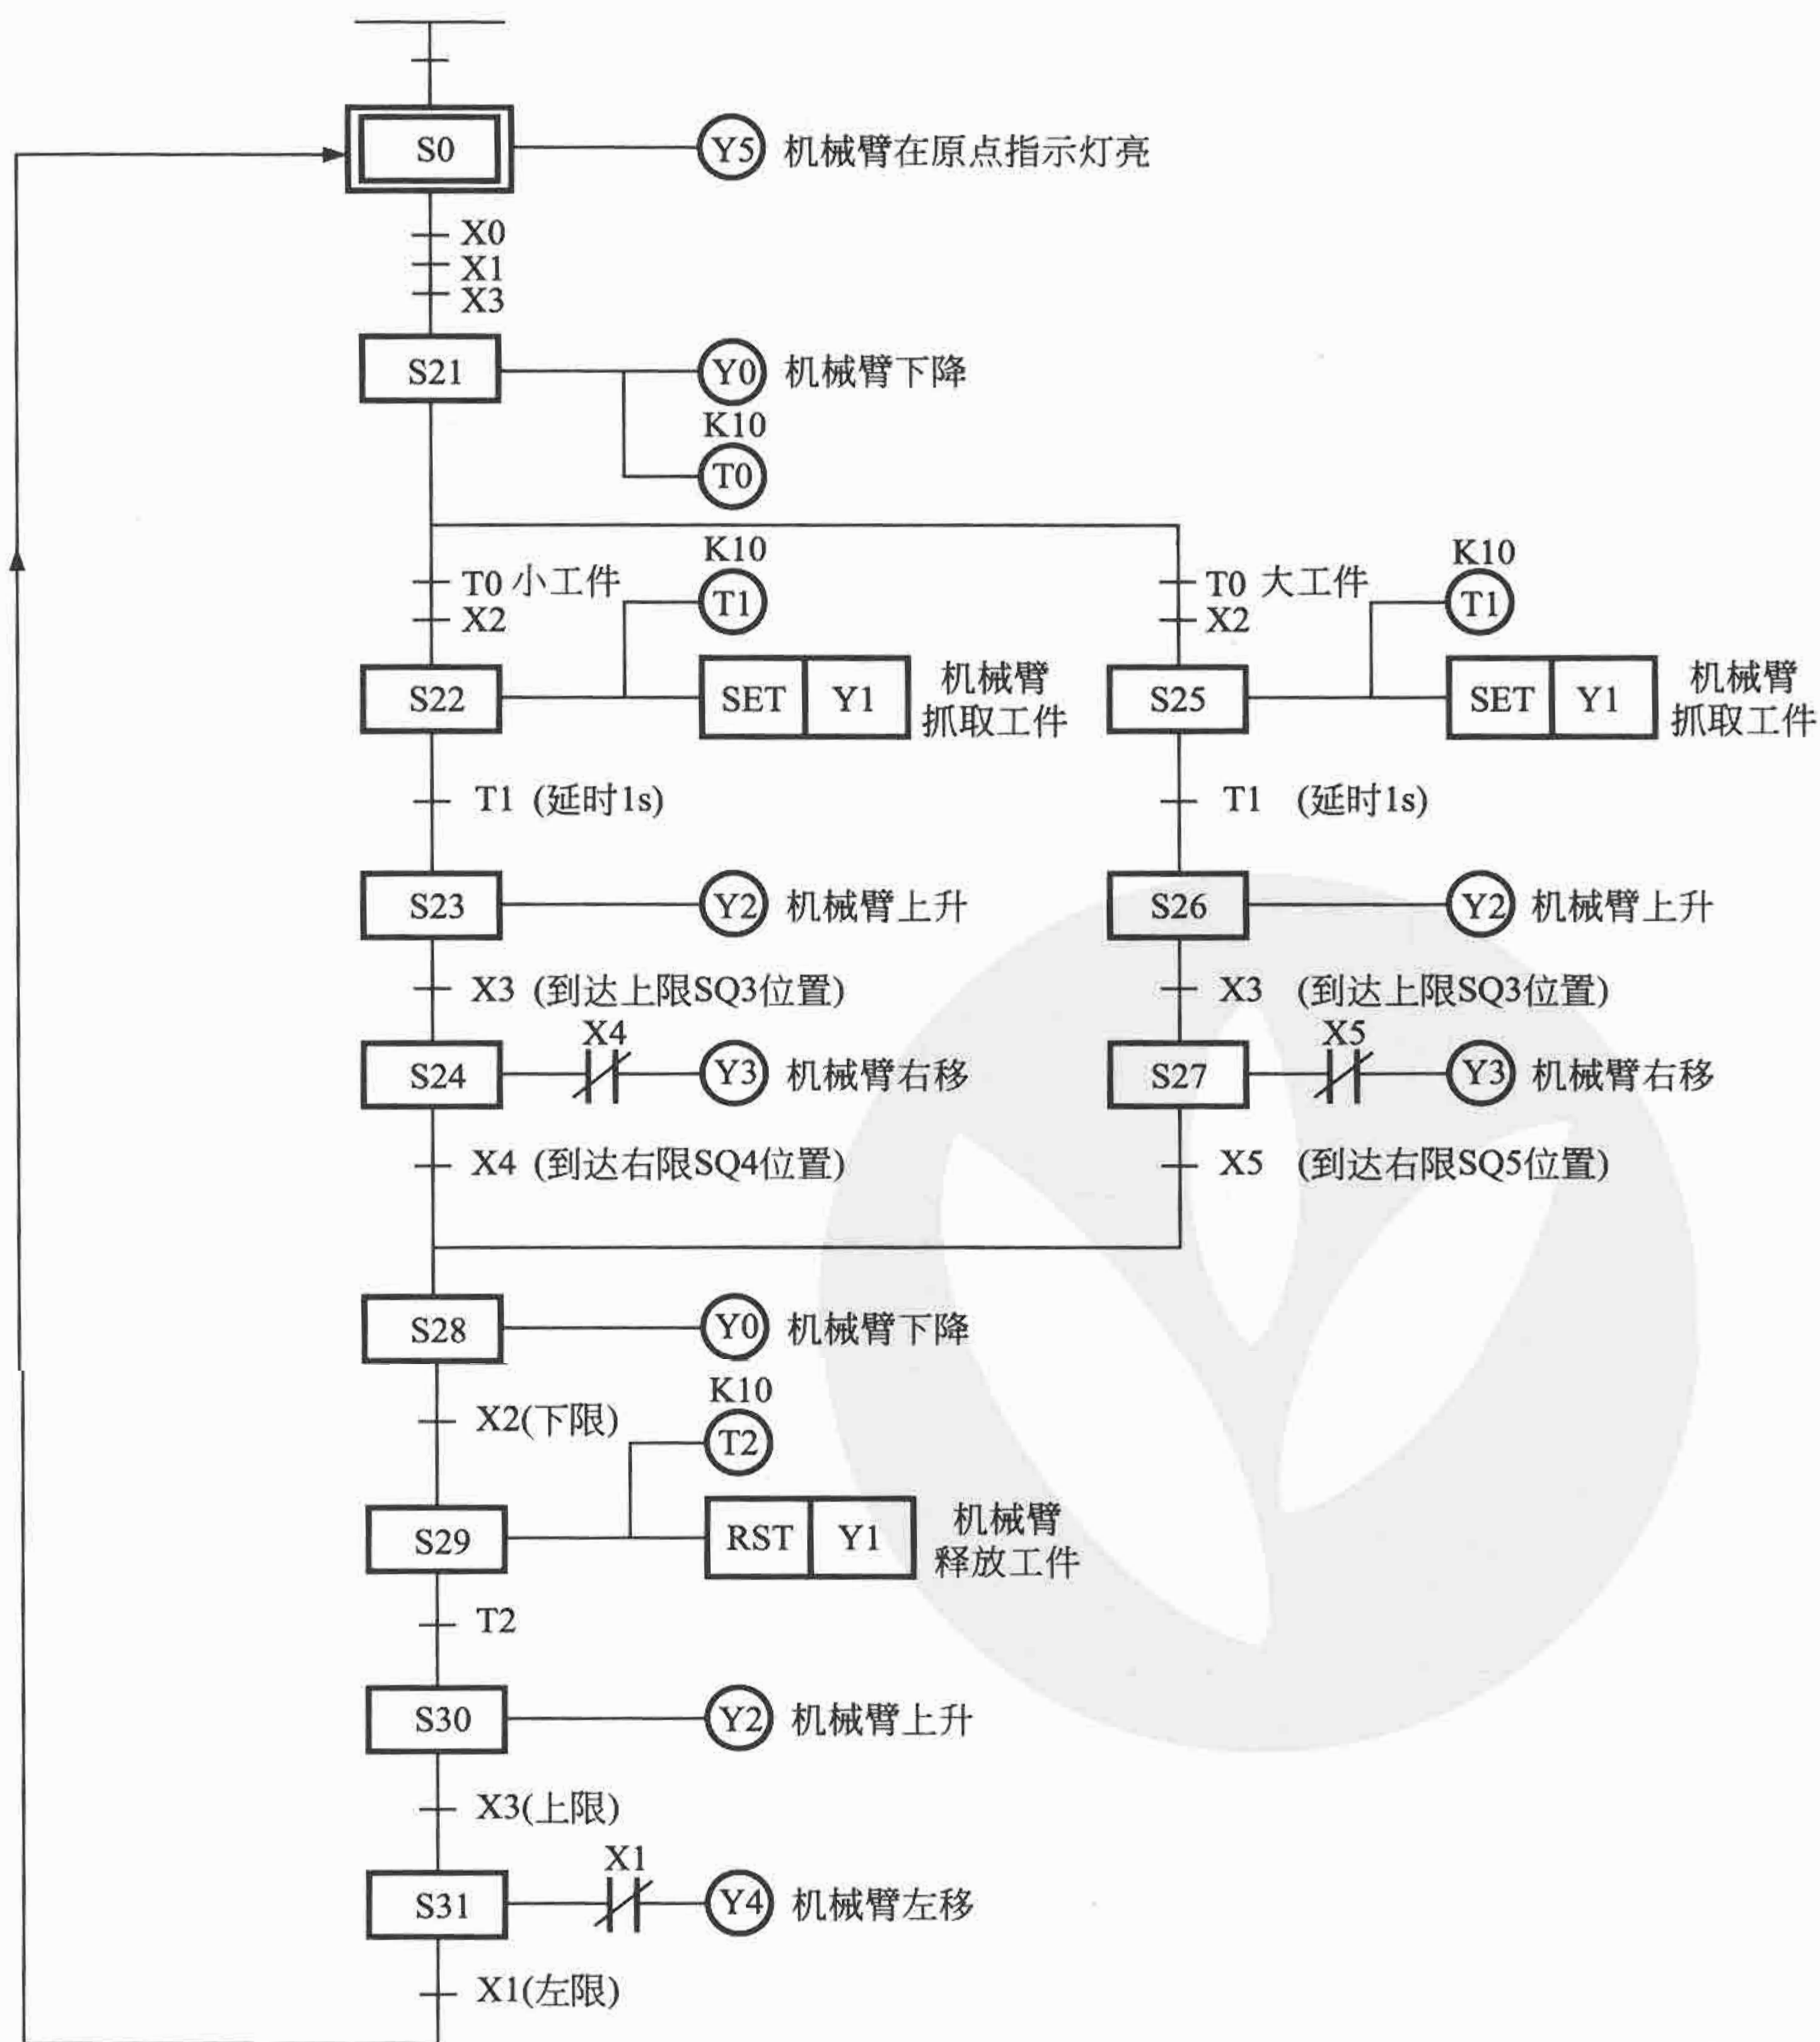 S0
Y5 机械臂在原点指示灯亮
X0
X1
X3
S21
Y0 机械臂下降
K10
T0
T0 小工件
X2
K10
T1
S22
SET Y1
机械臂
抓取工件
T0 大工件
X2
K10
T1
S25
SET Y1
机械臂
抓取工件
T1 (延时1s)
T1 (延时1s)
S23
Y2 机械臂上升
S26
Y2 机械臂上升
X3 (到达上限SQ3位置)
X3 (到达上限SQ3位置)
S24
X4
Y3 机械臂右移
S27
X5
Y3 机械臂右移
X4 (到达右限SQ4位置)
X5 (到达右限SQ5位置)
S28
Y0 机械臂下降
X2(下限)
K10
T2
S29
RST Y1
机械臂
释放工件
T2
S30
Y2 机械臂上升
X3(上限)
S31
X1
Y4 机械臂左移
X1(左限)